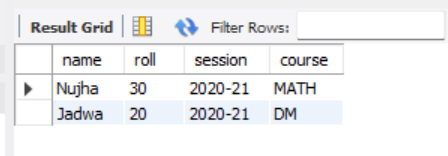 Result Grid Filter Rows:
name roll session course
Nujha 30 2020-21 MATH
Jadwa 20 2020-21 DM